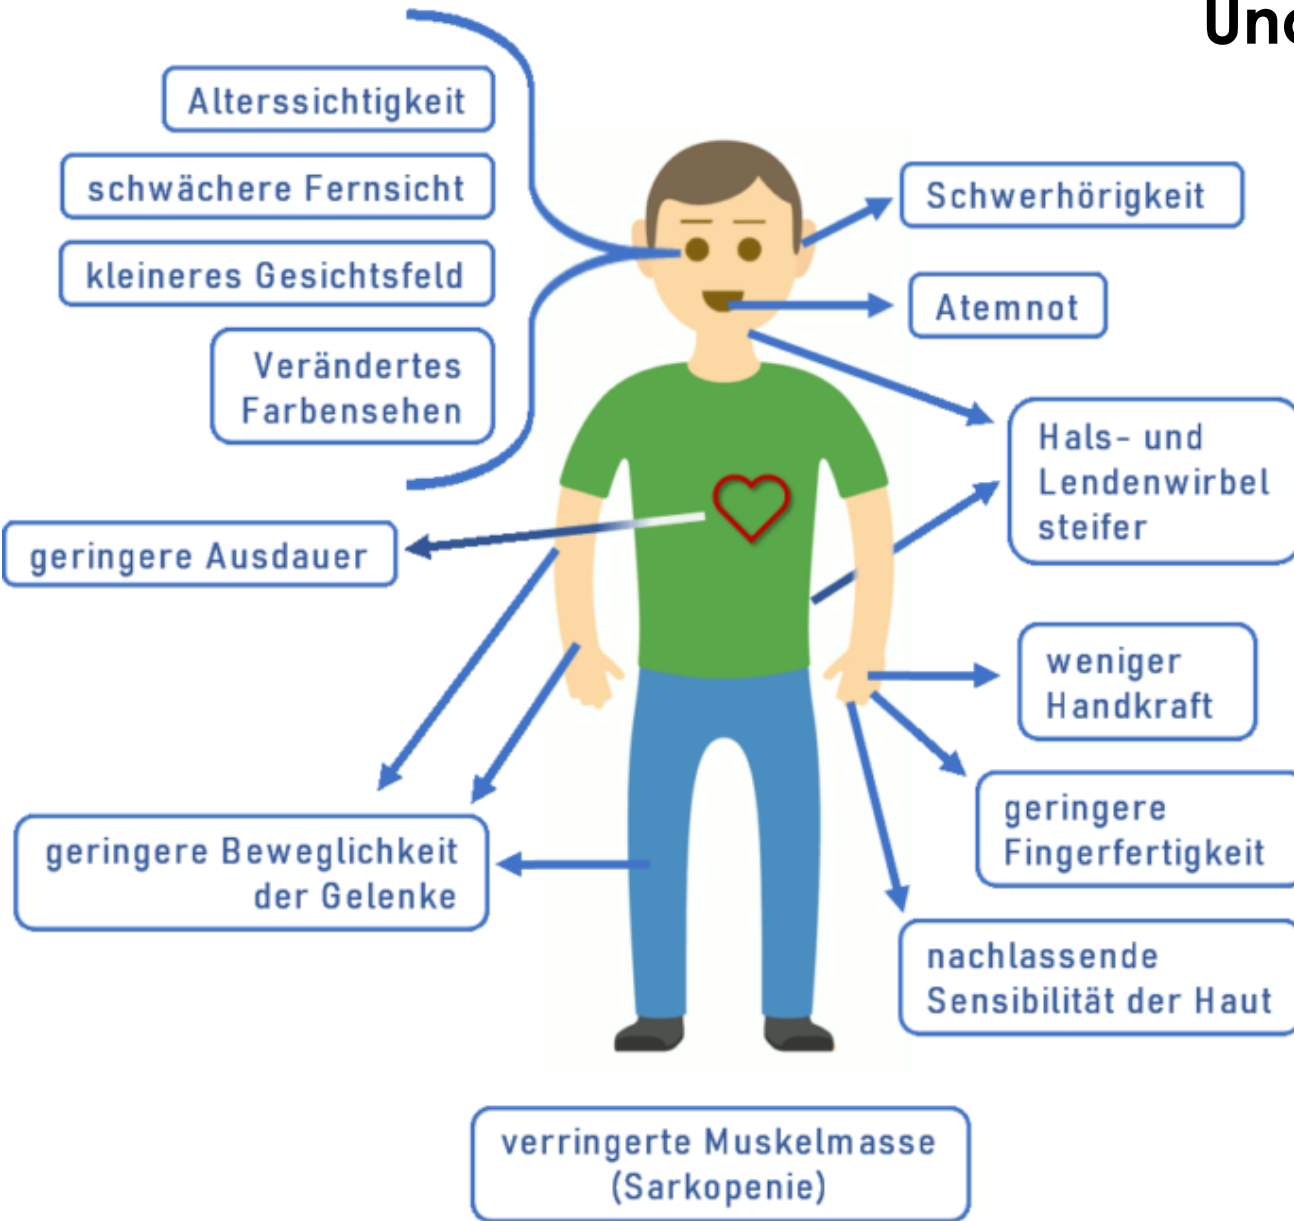 Alterssichtigkeit
schwächere Fernsicht
kleineres Gesichtsfeld
Verändertes
Farbensehen
geringere Ausdauer
geringere Beweglichkeit
der Gelenke
Schwerhörigkeit
Atemnot
Hals- und
Lendenwirbel
steifer
weniger
Handkraft
geringere
Fingerfertigkeit
nachlassende
Sensibilität der Haut
verringerte Muskelmasse
(Sarkopenie)